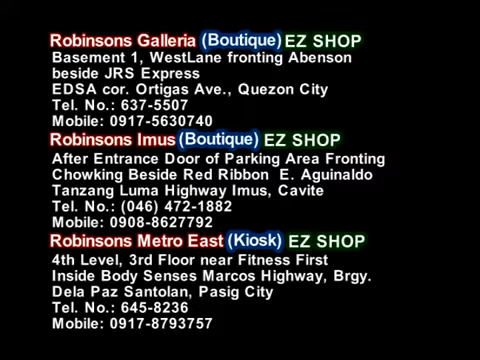 Robinsons Galleria (Boutique) EZ SHOP
Basement 1, WestLane fronting Abenson
beside JRS Express
EDSA cor. Ortigas Ave., Quezon City
Tel. No.: 637-5507
Mobile: 0917-5630740
Robinsons Imus (Boutique) EZ SHOP
After Entrance Door of Parking Area Fronting
Chowking Beside Red Ribbon E. Aguinaldo
Tanzang Luma Highway Imus, Cavite
Tel. No.: (046) 472-1882
Mobile: 0908-8627792
Robinsons Metro East (Kiosk) EZ SHOP
4th Level, 3rd Floor near Fitness First
Inside Body Senses Marcos Highway, Brgy.
Dela Paz Santolan, Pasig City
Tel. No.: 645-8236
Mobile: 0917-8793757